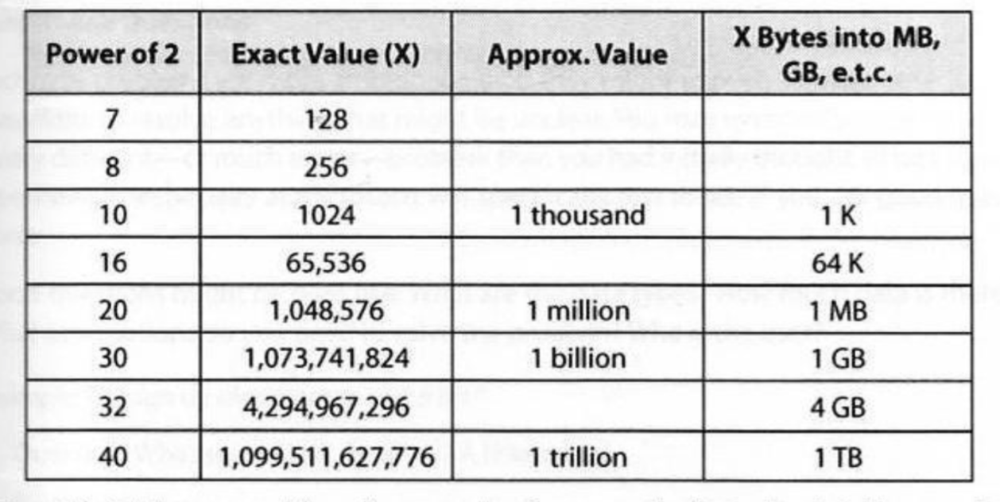 Power of 2 Exact Value (X) Approx. Value X Bytes into MB,
GB, e.t.c.
7 128
8 256
10 1024 1 thousand 1 K
16 65,536 64 K
20 1,048,576 1 million 1 MB
30 1,073,741,824 1 billion 1 GB
32 4,294,967,296 4 GB
40 1,099,511,627,776 1 trillion 1 TB